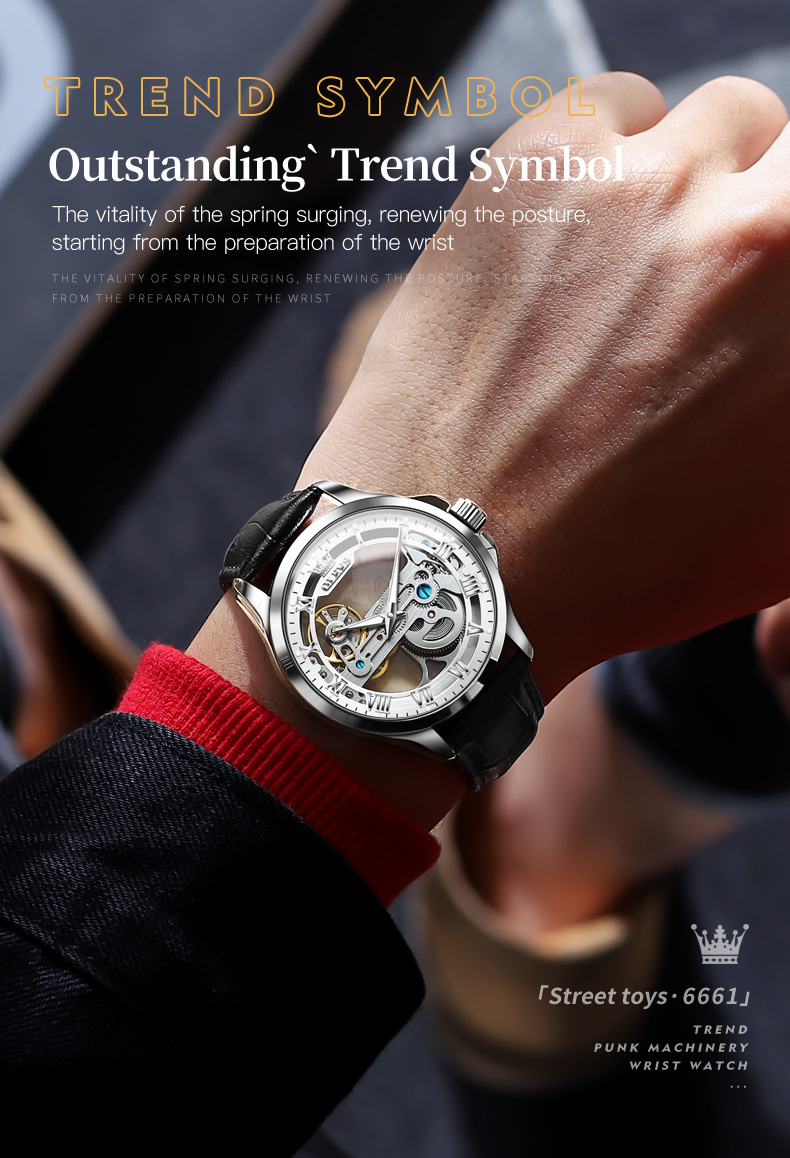 TREND SYMBOL
Outstanding` Trend Symbol
The vitality of the spring surging, renewing the posture,
starting from the preparation of the wrist
THE VITALITY OF SPRING SURGING, RENEWING THE POSTURE, STARTING
FROM THE PREPARATION OF THE WRIST
「Street toys·6661」
TREND
PUNK MACHINERY
WRIST WATCH
...